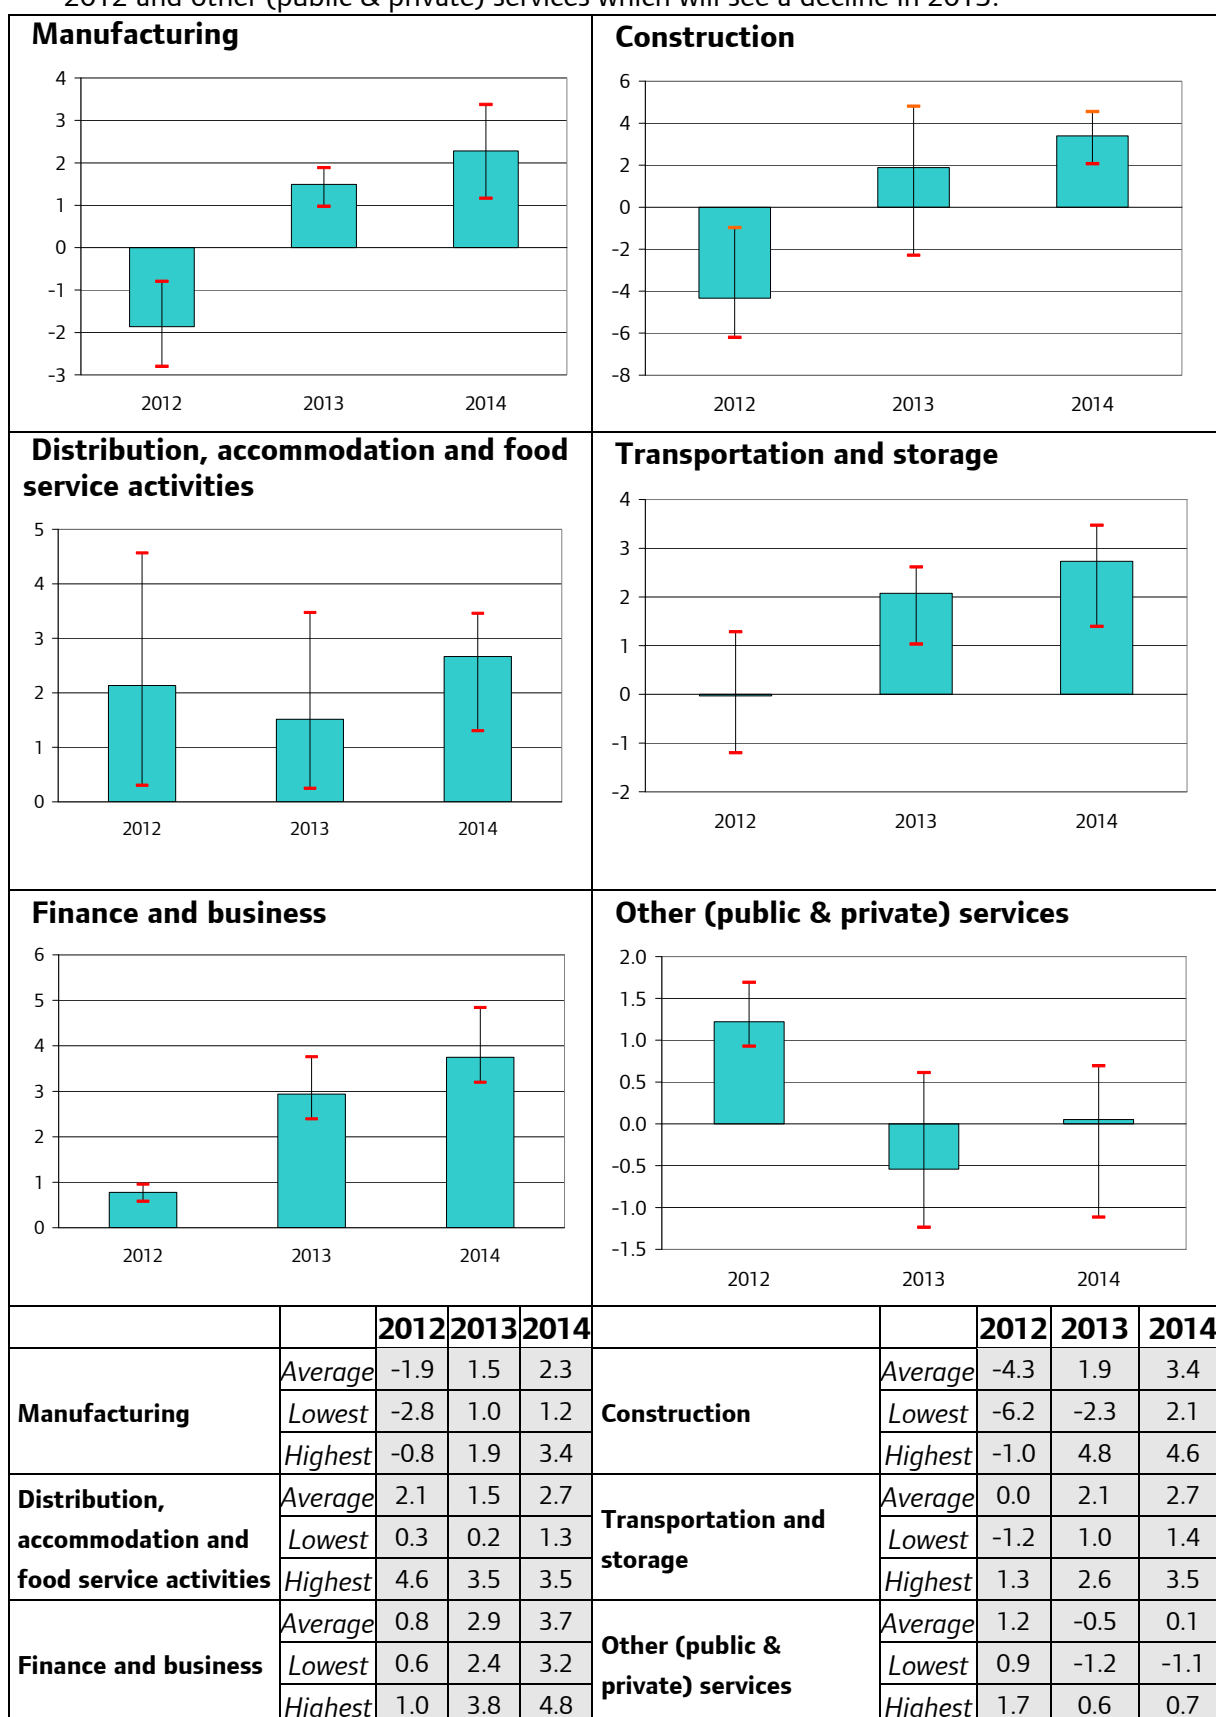 2012 and other (public & private) services which will see a decline in 2013.
Manufacturing
4
3
2
1
0
-1
-2
-3
2012 2013 2014
Construction
6
4
2
0
-2
-4
-6
-8
2012 2013 2014
Distribution, accommodation and food
service activities
5
4
3
2
1
0
2012 2013 2014
Transportation and storage
4
3
2
1
0
-1
-2
2012 2013 2014
Finance and business
6
5
4
3
2
1
0
2012 2013 2014
Other (public & private) services
2.0
1.5
1.0
0.5
0.0
-0.5
-1.0
-1.5
2012 2013 2014
2012 2013 2014 2012 2013 2014
Average -1.9 1.5 2.3 Average -4.3 1.9 3.4
Manufacturing Lowest -2.8 1.0 1.2 Construction Lowest -6.2 -2.3 2.1
Highest -0.8 1.9 3.4 Highest -1.0 4.8 4.6
Distribution, Average 2.1 1.5 2.7 Transportation and Average 0.0 2.1 2.7
accommodation and Lowest 0.3 0.2 1.3 storage Lowest -1.2 1.0 1.4
food service activities Highest 4.6 3.5 3.5 Highest 1.3 2.6 3.5
Average 0.8 2.9 3.7 Other (public & Average 1.2 -0.5 0.1
Finance and business Lowest 0.6 2.4 3.2 private) services Lowest 0.9 -1.2 -1.1
Highest 1.0 3.8 4.8 Highest 1.7 0.6 0.7